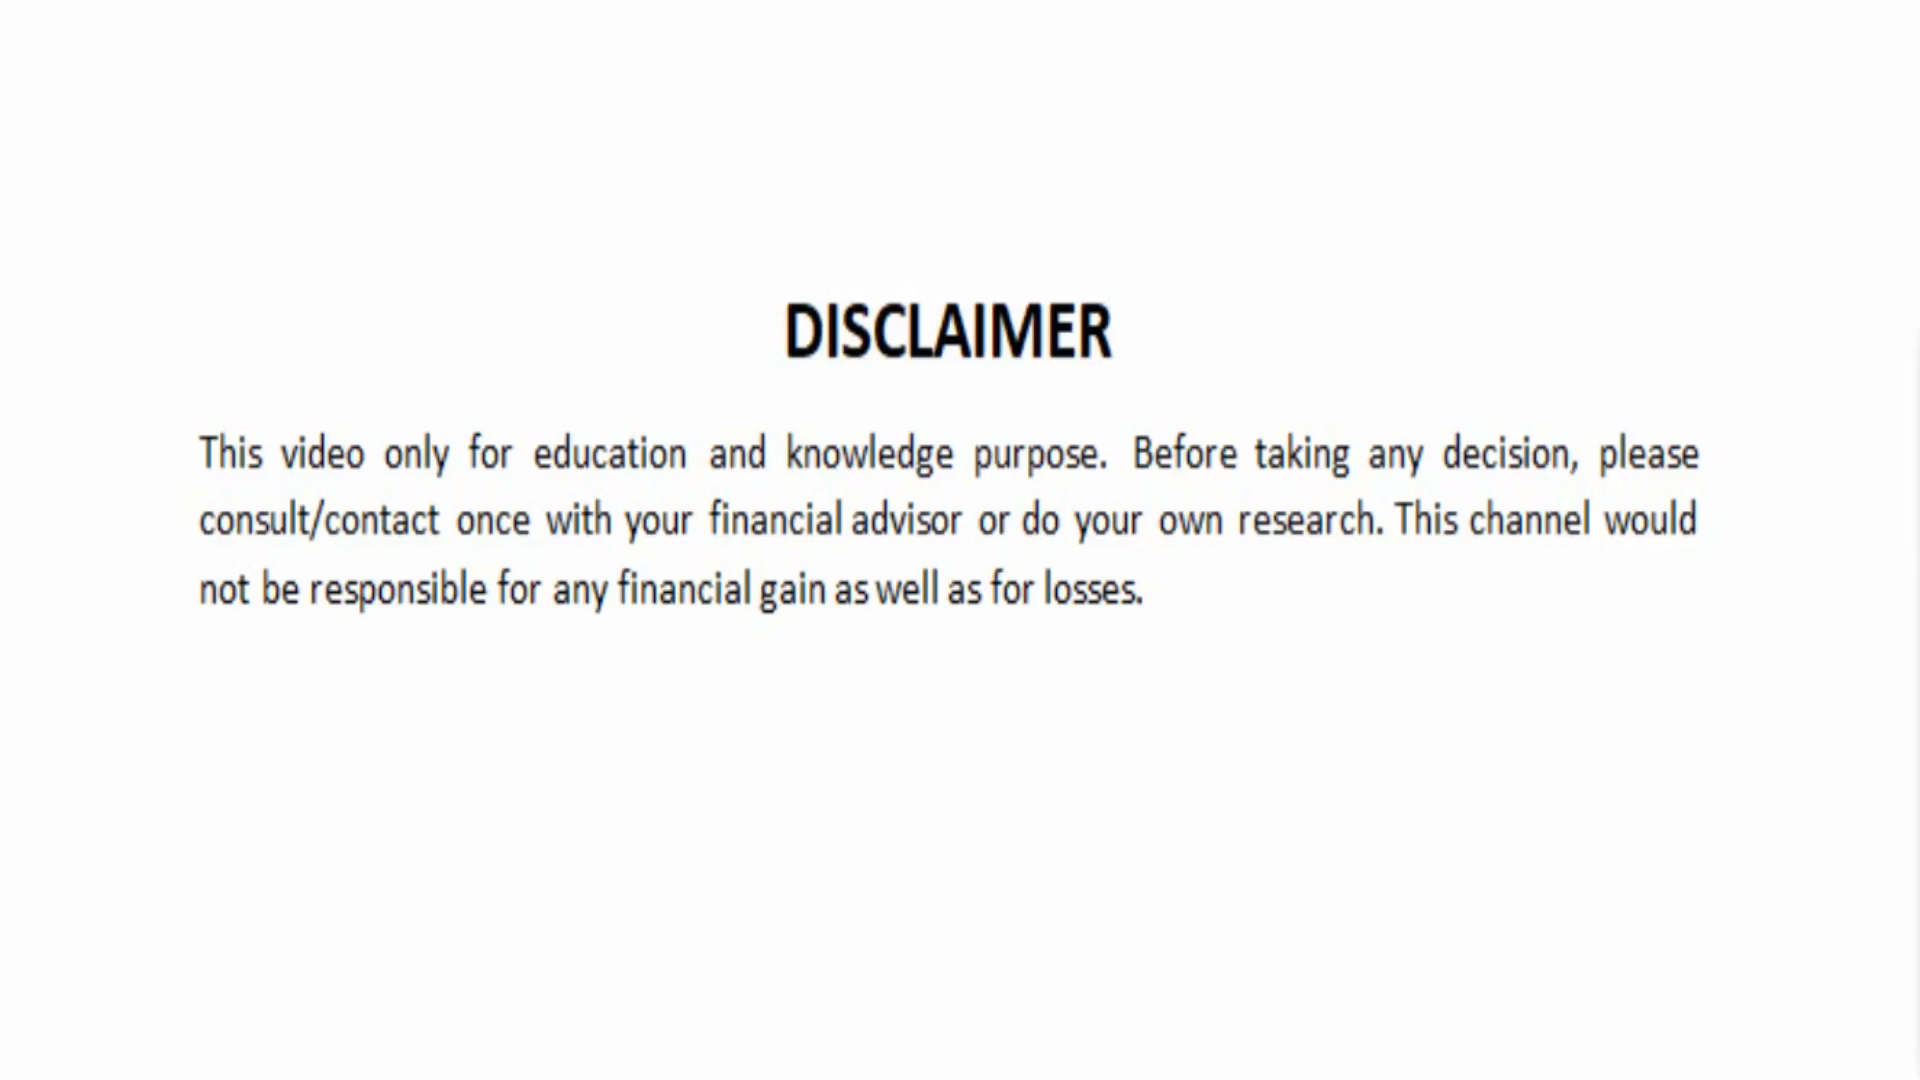 DISCLAIMER
This video only for education and knowledge purpose. Before taking any decision, please
consult/contact once with your financial advisor or do your own research. This channel would
not be responsible for any financial gain as well as for losses.